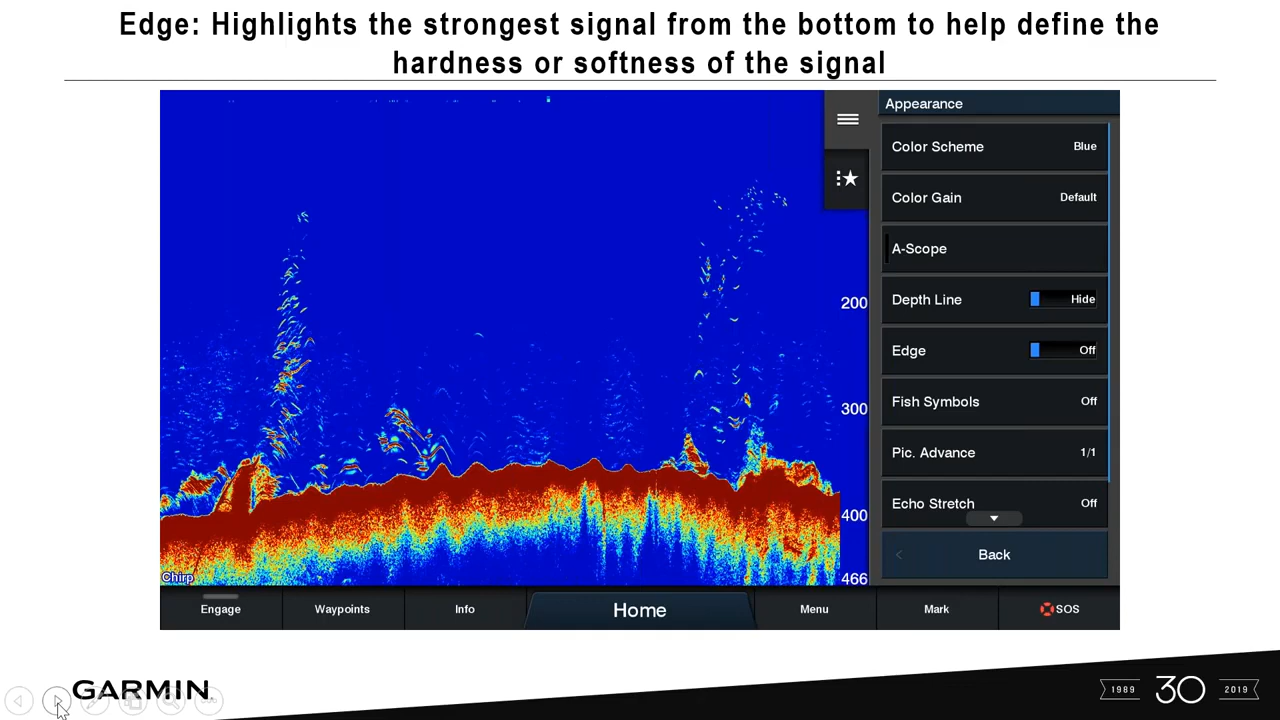 Edge: Highlights the strongest signal from the bottom to help define the
hardness or softness of the signal
Appearance
Color Scheme Blue
Color Gain Default
A-Scope
Depth Line Hide
Edge Off
Fish Symbols Off
Pic. Advance 1/1
Echo Stretch Off
Back
200
300
400
466
Chirp
Engage Waypoints Info Home Menu Mark SOS
GARMIN.
1989 30 2019